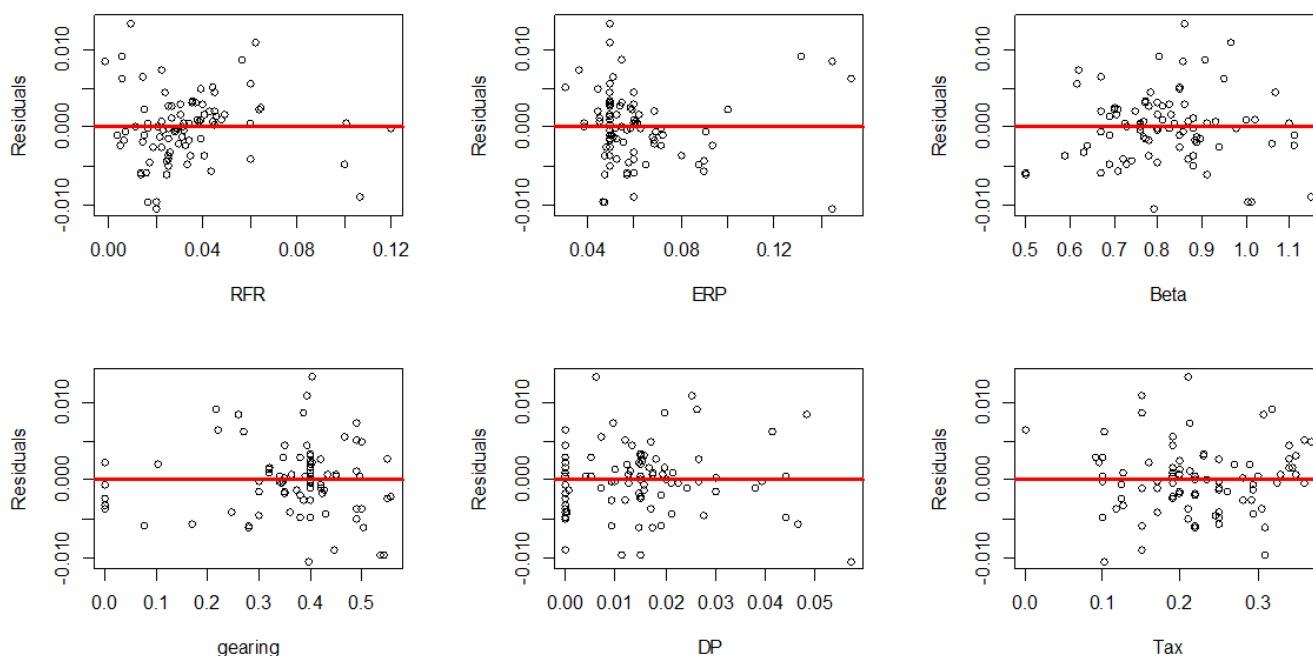 Residuals
-0.010 0.000 0.010
0.00 0.04 0.08 0.12
RFR
Residuals
-0.010 0.000 0.010
0.04 0.08 0.12
ERP
Residuals
-0.010 0.000 0.010
0.5 0.6 0.7 0.8 0.9 1.0 1.1
Beta
Residuals
-0.010 0.000 0.010
0.0 0.1 0.2 0.3 0.4 0.5
gearing
Residuals
-0.010 0.000 0.010
0.00 0.01 0.02 0.03 0.04 0.05
DP
Residuals
-0.010 0.000 0.010
0.0 0.1 0.2 0.3
Tax